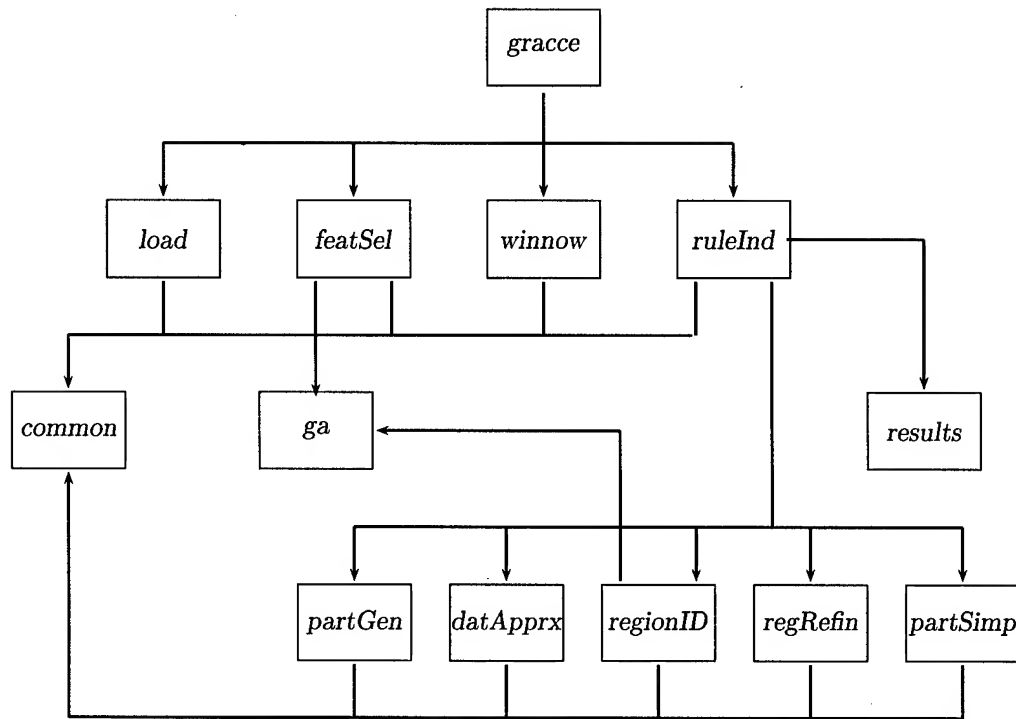 gracce
load
featSel
winnow
ruleInd
common
ga
results
partGen
datApprx
regionID
regRefin
partSimp